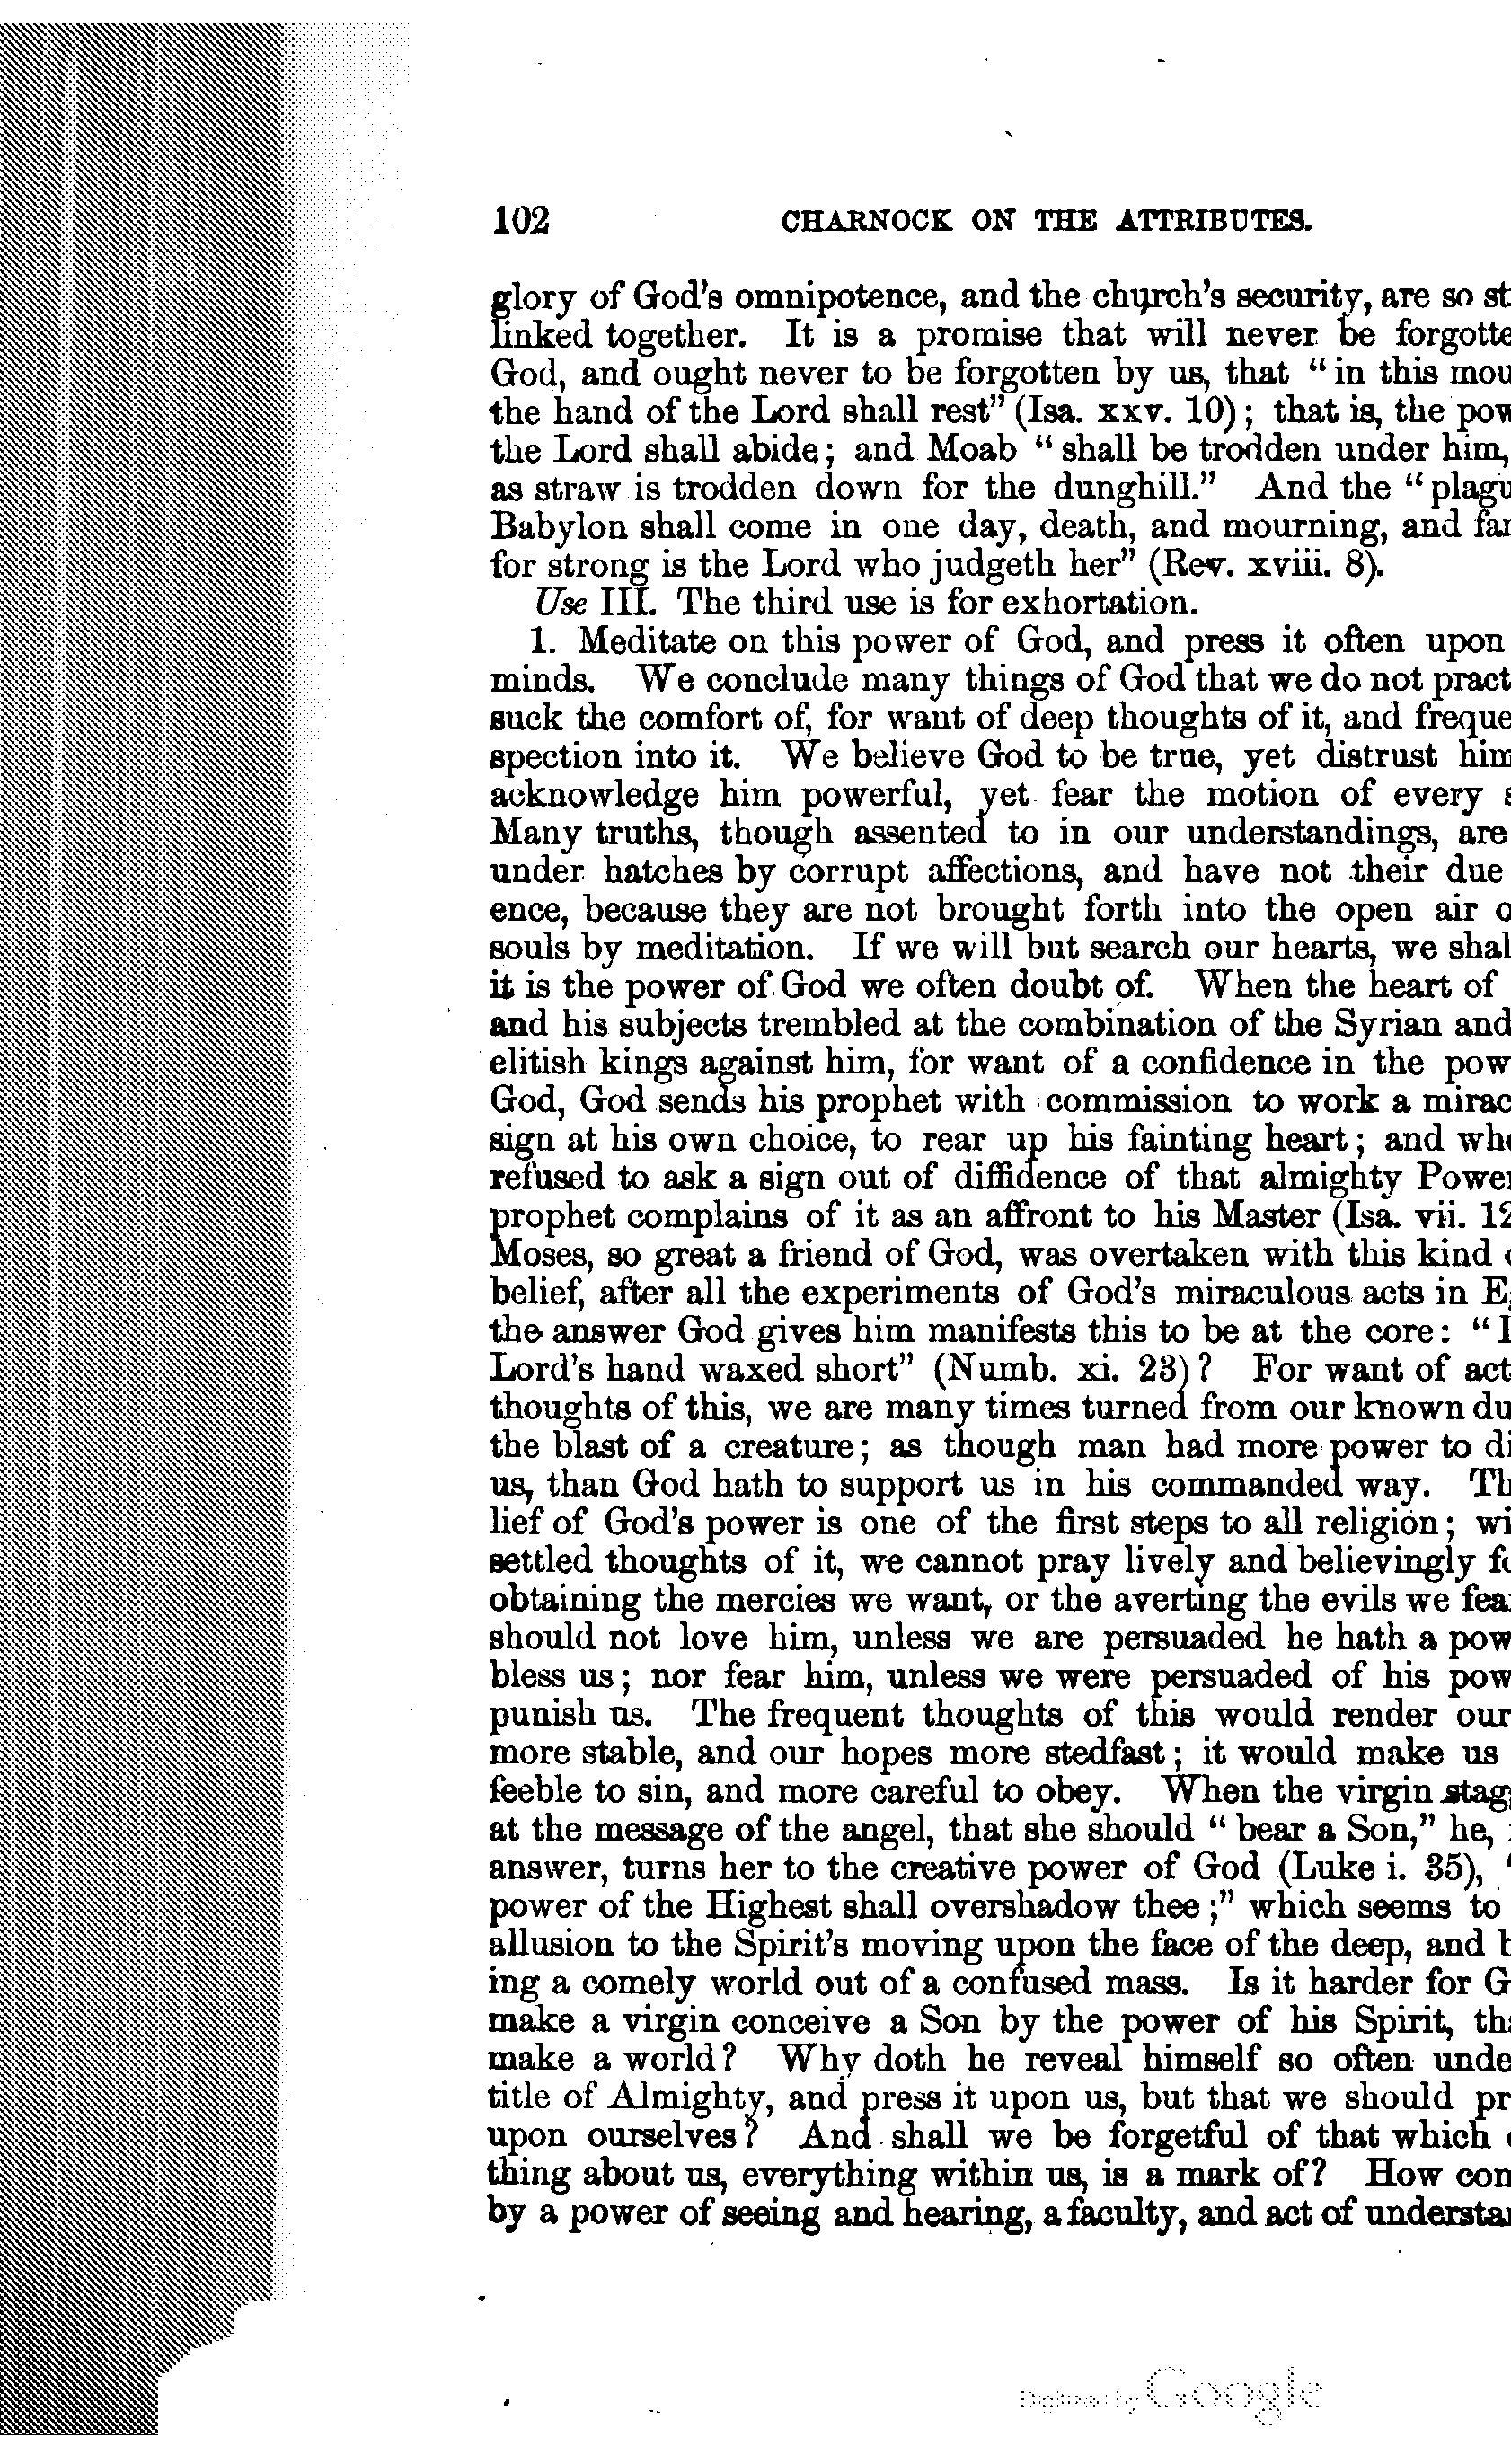 102 CHARNOCK ON THE ATTRIBUTES.
glory of God's omnipotence, and the church's security, are so st
linked together. It is a promise that will never be forgotte
God, and ought never to be forgotten by us, that "in this mou
the hand of the Lord shall rest" (Isa. xxv. 10); that is, the pow
the Lord shall abide; and Moab "shall be trodden under him,
as straw is trodden down for the dunghill." And the "plagu
Babylon shall come in one day, death, and mourning, and fa
for strong is the Lord who judgeth her" (Rev. xviii. 8).
Use III. The third use is for exhortation.
1. Meditate on this power of God, and press it often upon
minds. We conclude many things of God that we do not pract
suck the comfort of, for want of deep thoughts of it, and freque
spection into it. We believe God to be true, yet distrust him
acknowledge him powerful, yet fear the motion of every s
Many truths, though assented to in our understandings, are
under hatches by corrupt affections, and have not their due
ence, because they are not brought forth into the open air o
souls by meditation. If we will but search our hearts, we shal
it is the power of God we often doubt of. When the heart of
and his subjects trembled at the combination of the Syrian and
elitish kings against him, for want of a confidence in the pow
God, God sends his prophet with commission to work a mirac
sign at his own choice, to rear up his fainting heart; and whe
refused to ask a sign out of diffidence of that almighty Power
prophet complains of it as an affront to his Master (Isa. vii. 12
Moses, so great a friend of God, was overtaken with this kind o
belief, after all the experiments of God's miraculous acts in E
the answer God gives him manifests this to be at the core: "I
Lord's hand waxed short" (Numb. xi. 23)? For want of act
thoughts of this, we are many times turned from our known du
the blast of a creature; as though man had more power to di
us, than God hath to support us in his commanded way. Th
lief of God's power is one of the first steps to all religion; wi
settled thoughts of it, we cannot pray lively and believingly fo
obtaining the mercies we want, or the averting the evils we fea
should not love him, unless we are persuaded he hath a pow
bless us; nor fear him, unless we were persuaded of his pow
punish us. The frequent thoughts of this would render our
more stable, and our hopes more stedfast; it would make us
feeble to sin, and more careful to obey. When the virgin stag
at the message of the angel, that she should "bear a Son," he,
answer, turns her to the creative power of God (Luke i. 35), "
power of the Highest shall overshadow thee;" which seems to
allusion to the Spirit's moving upon the face of the deep, and b
ing a comely world out of a confused mass. Is it harder for G
make a virgin conceive a Son by the power of his Spirit, tha
make a world? Why doth he reveal himself so often unde
title of Almighty, and press it upon us, but that we should pr
upon ourselves? And shall we be forgetful of that which e
thing about us, everything within us, is a mark of? How com
by a power of seeing and hearing, a faculty, and act of understan
Digitized by Google